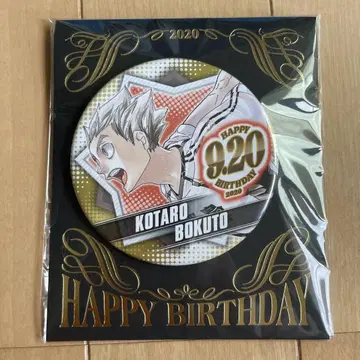 2020
HAPPY
9.20
BIRTHDAY
2020
KOTARO
BOKUTO
HAPPY BIRTHDAY